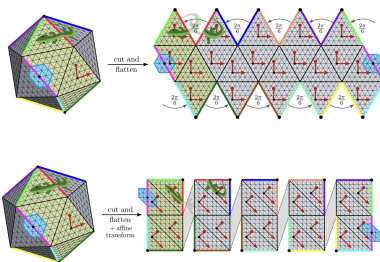 2π/6 2π/6 2π/6 2π/6 2π/6
cut and
flatten
2π/6 2π/6 2π/6 2π/6 2π/6
cut and
flatten
+ affine
transform